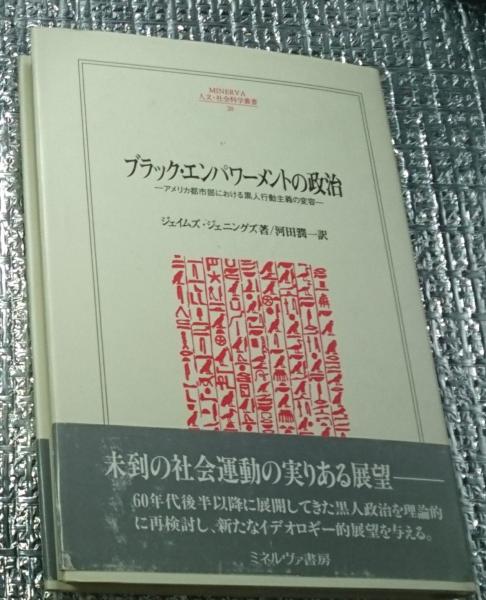 MINERVA
人文・社会科学叢書
20
ブラック・エンパワーメントの政治
―アメリカ都市部における黒人行動主義の変容―
ジェイムズ・ジェニングズ著/河田潤一訳
未到の社会運動の実りある展望――
60年代後半以降に展開してきた黒人政治を理論的
に再検討し、新たなイデオロギー的展望を与える。
ミネルヴァ書房